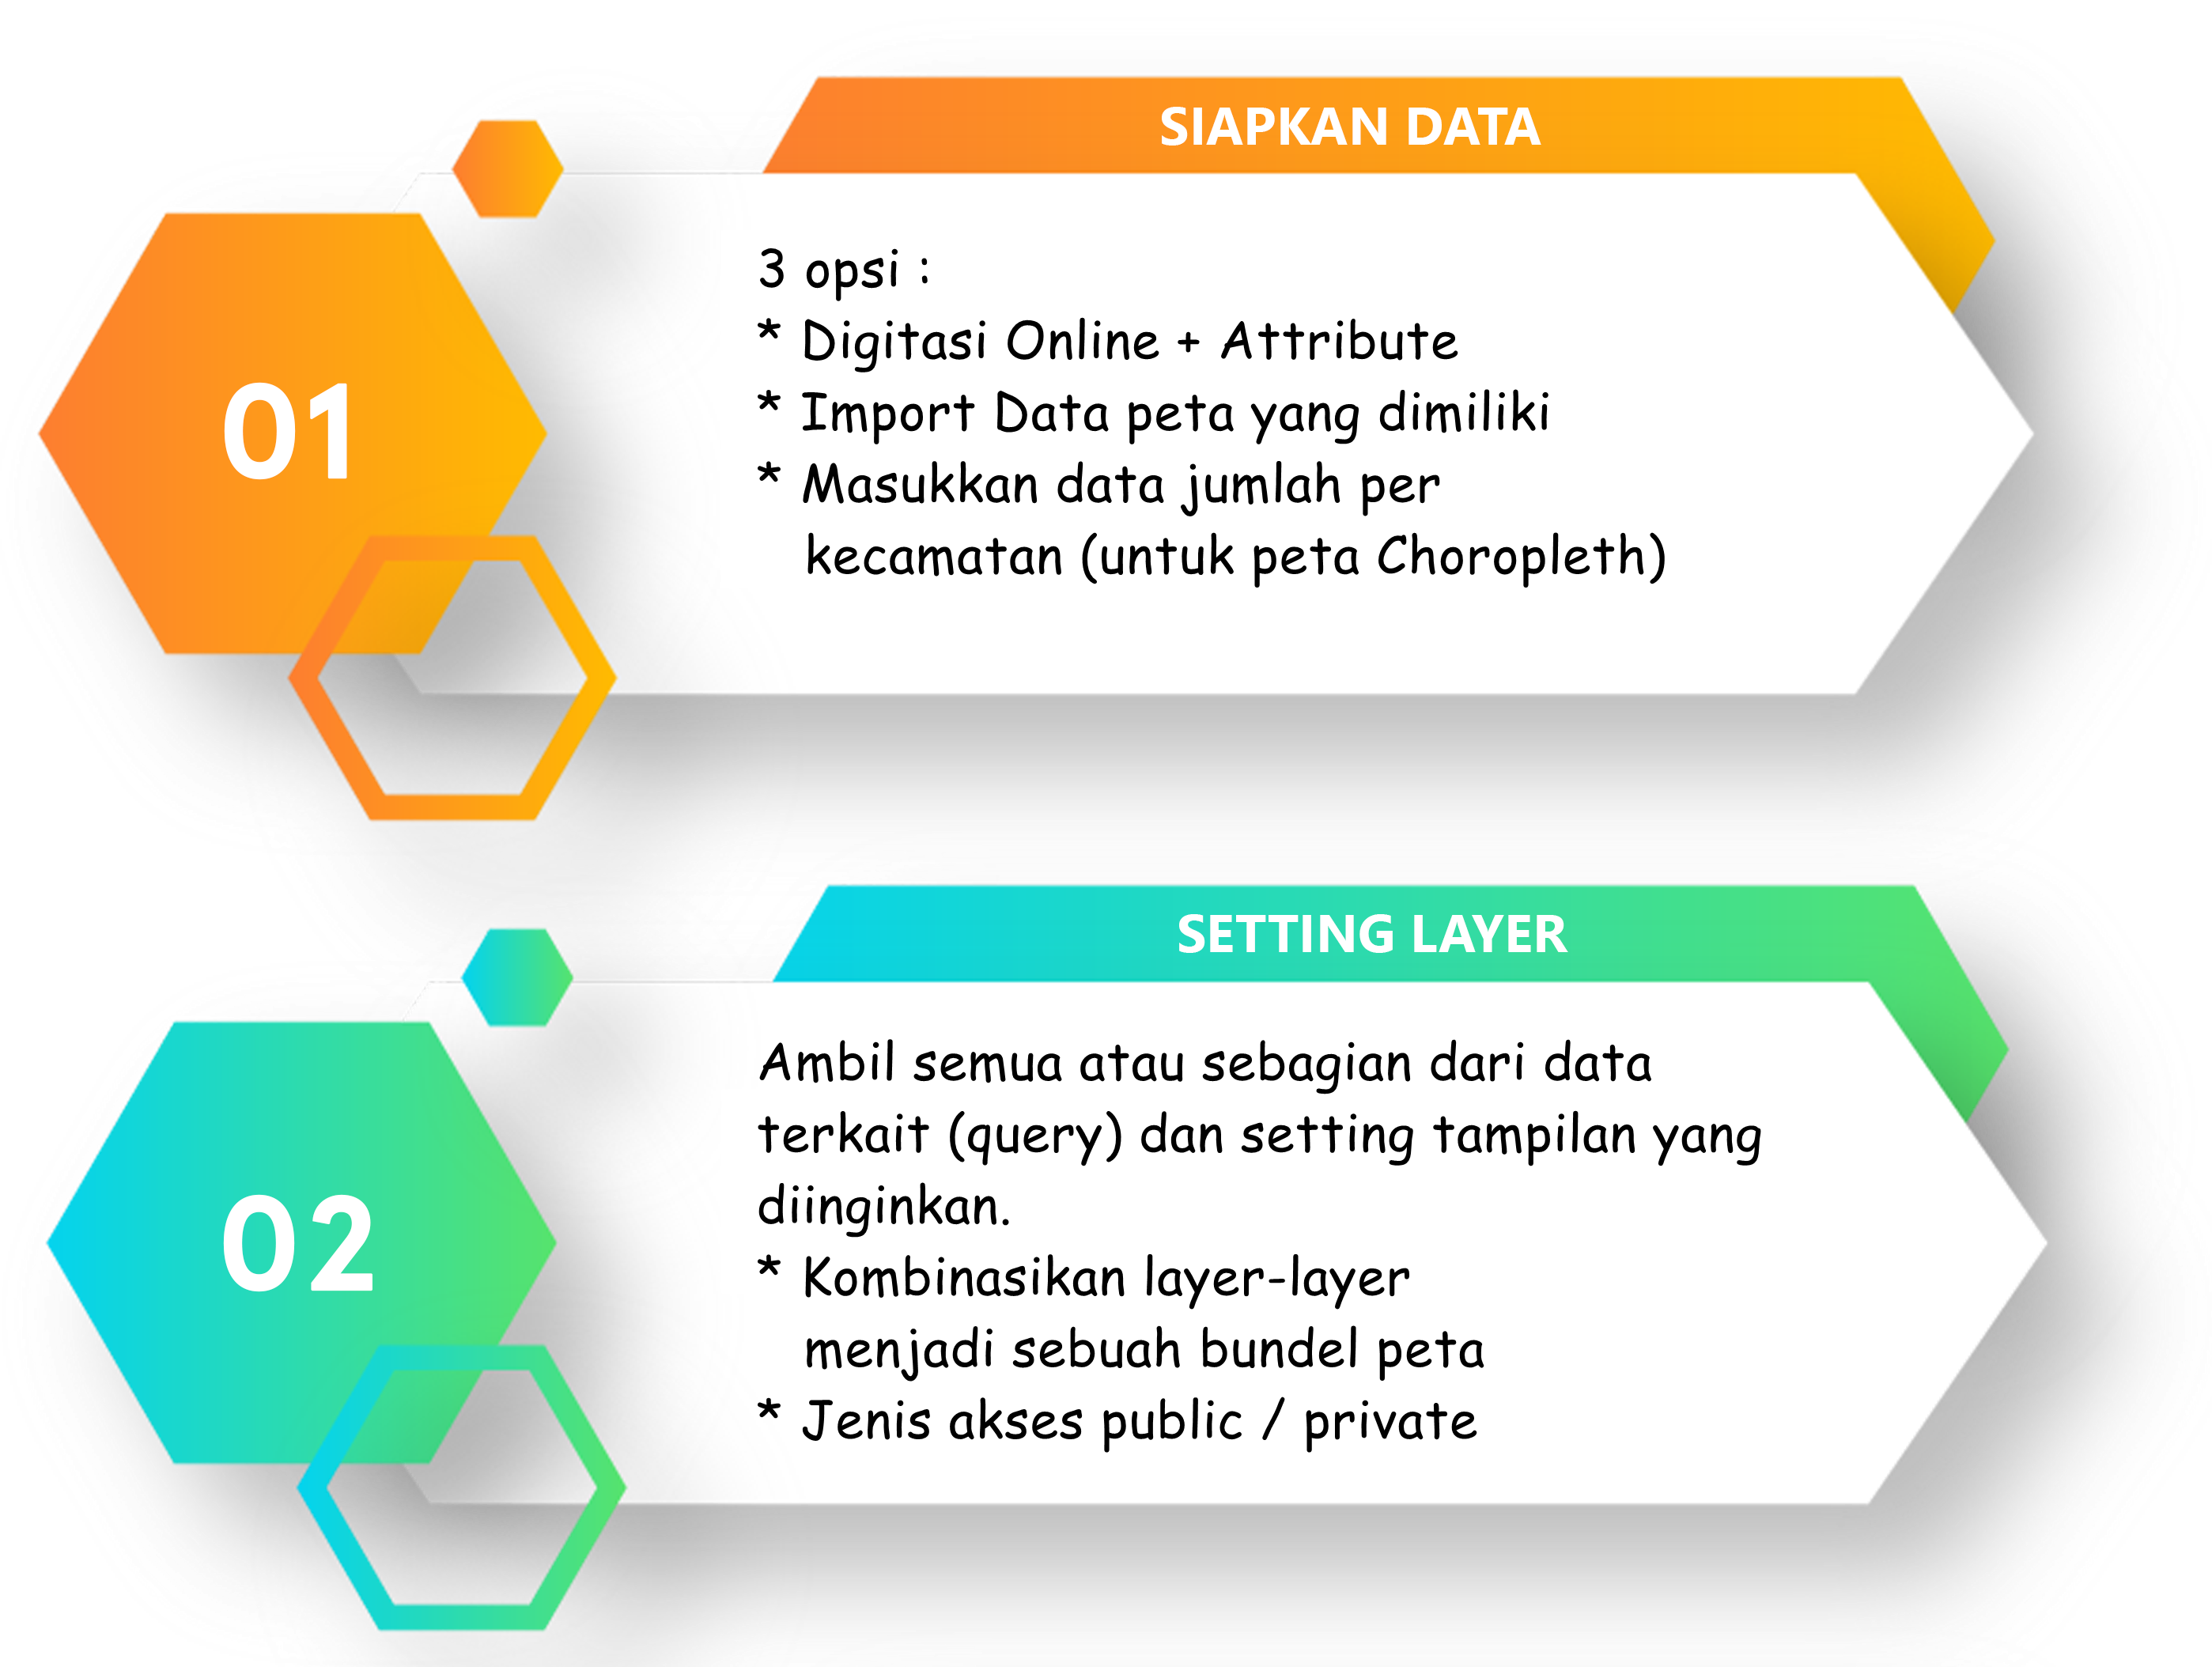 SIAPKAN DATA
01
3 opsi :
* Digitasi Online + Attribute
* Import Data peta yang dimiliki
* Masukkan data jumlah per
kecamatan (untuk peta Choropleth)
SETTING LAYER
02
Ambil semua atau sebagian dari data
terkait (query) dan setting tampilan yang
diinginkan.
* Kombinasikan layer-layer
menjadi sebuah bundel peta
* Jenis akses public / private